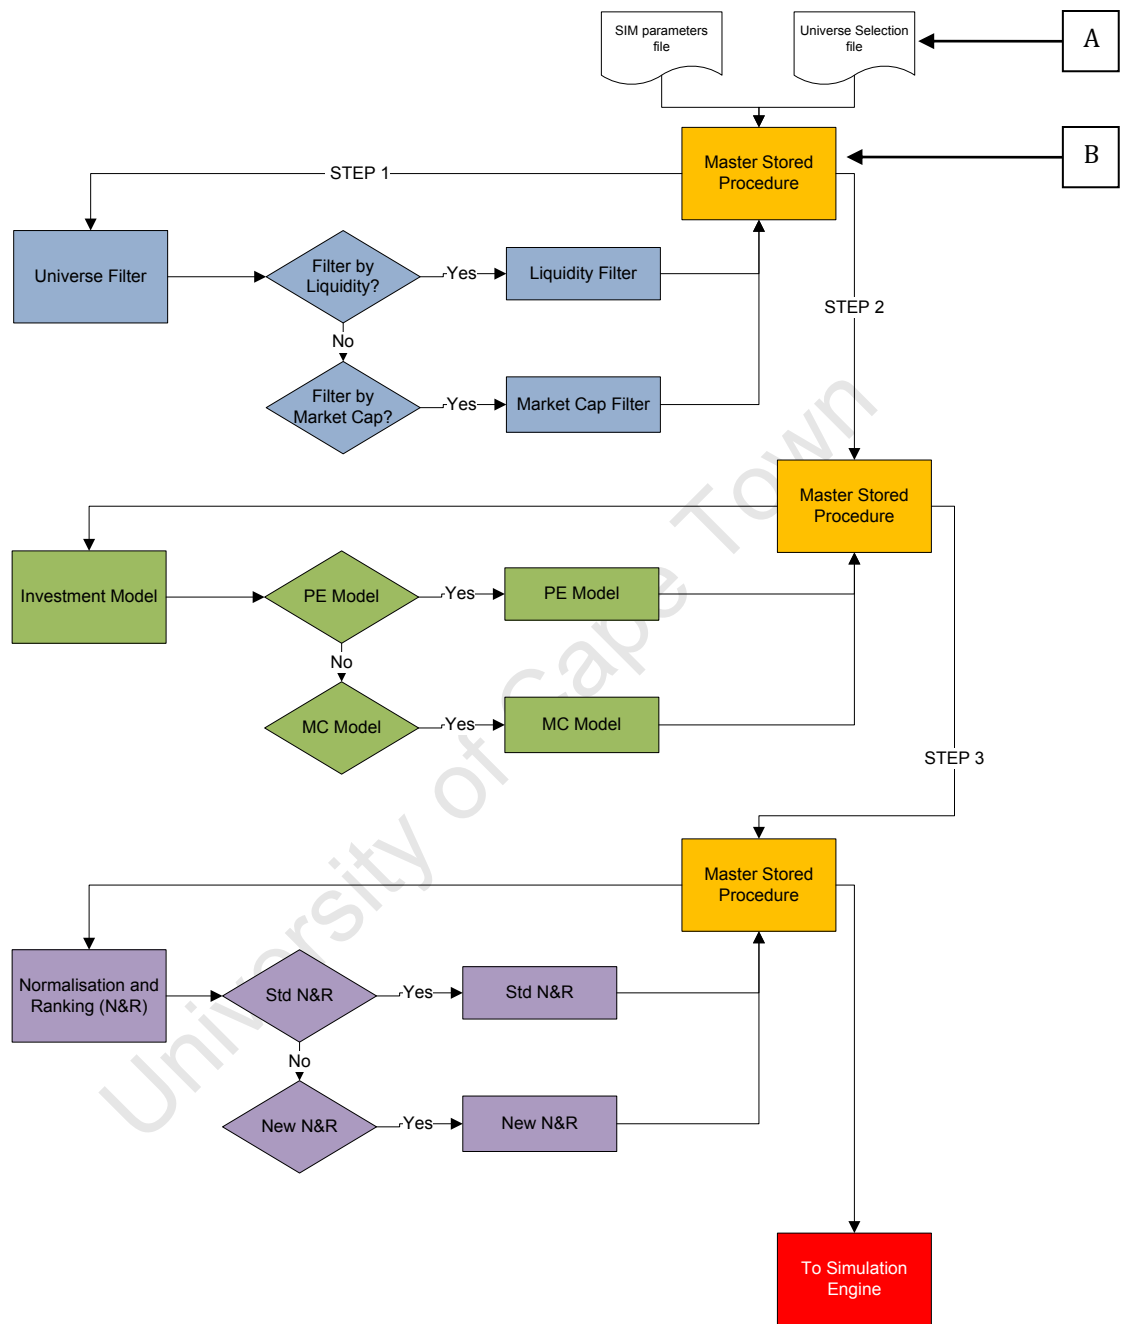 SIM parameters
file
Universe Selection
file
A
Master Stored
Procedure
B
STEP 1
Universe Filter
Filter by
Liquidity?
Yes
Liquidity Filter
STEP 2
No
Filter by
Market Cap?
Yes
Market Cap Filter
Master Stored
Procedure
Investment Model
PE Model
Yes
PE Model
No
MC Model
Yes
MC Model
STEP 3
Master Stored
Procedure
Normalisation and
Ranking (N&R)
Std N&R
Yes
Std N&R
No
New N&R
Yes
New N&R
To Simulation
Engine
University of Cape Town